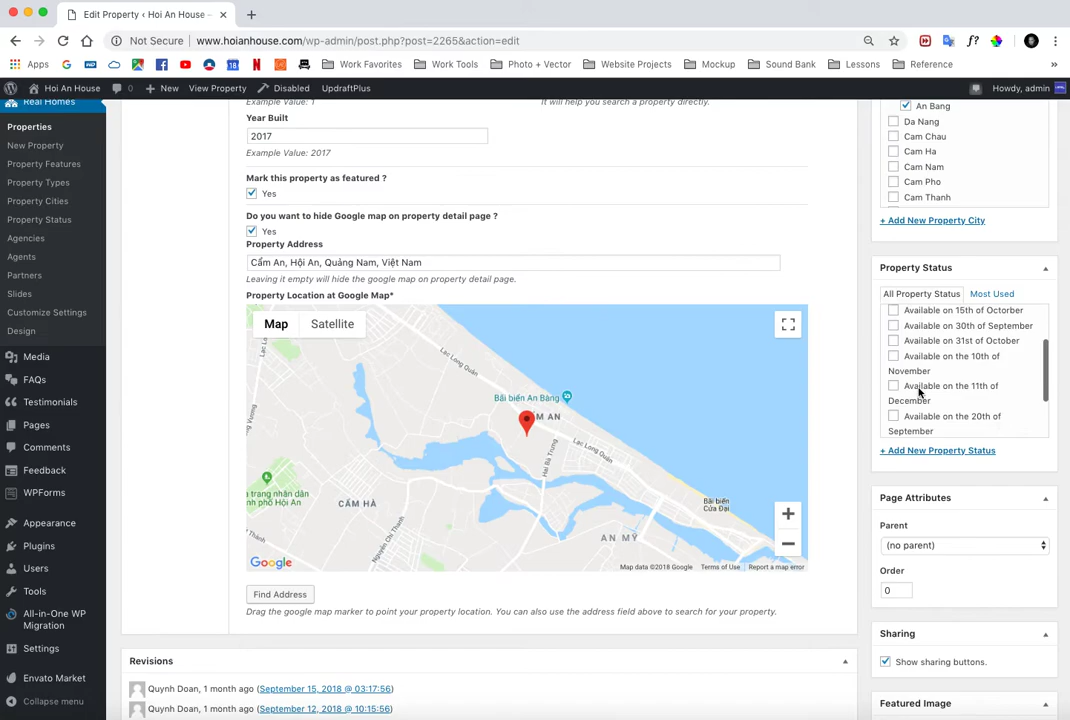 Edit Property ‹ Hoi An House –
Not Secure
www.hoianhouse.com/wp-admin/post.php?post=2265&action=edit
Apps
Work Favorites
Work Tools
Photo + Vector
Website Projects
Mockup
Sound Bank
Lessons
Reference
Hoi An House
0
New
View Property
Disabled
UpdraftPlus
Howdy, admin
Real Homes
Properties
New Property
Property Features
Property Types
Property Cities
Property Status
Agencies
Agents
Partners
Slides
Customize Settings
Design
Media
FAQs
Testimonials
Pages
Comments
Feedback
WPForms
Appearance
Plugins
Users
Tools
All-in-One WP
Migration
Settings
Envato Market
Collapse menu
Example Value: 1
It will help you search a property directly.
Year Built
2017
Example Value: 2017
Mark this property as featured ?
Yes
Do you want to hide Google map on property detail page ?
Yes
Property Address
Cẩm An, Hội An, Quảng Nam, Việt Nam
Leaving it empty will hide the google map on property detail page.
Property Location at Google Map*
Map
Satellite
Lac Long Quân
Bãi biển An Bàng
CẨM AN
Lạc Long Quân
Hai Bà Trưng
a trang nhân dân
nh phố Hội An
CẨM HÀ
Nguyễn Chí Thanh
AN MỸ
Bãi biển
Cửa Đại
Google
Map data ©2018 Google
Terms of Use
Report a map error
Find Address
Drag the google map marker to point your property location. You can also use the address field above to search for your property.
Revisions
Quynh Doan, 1 month ago (September 15, 2018 @ 03:17:56)
Quynh Doan, 1 month ago (September 12, 2018 @ 10:15:56)
An Bang
Da Nang
Cam Chau
Cam Ha
Cam Nam
Cam Pho
Cam Thanh
+ Add New Property City
Property Status
All Property Status
Most Used
Available on 15th of Octorber
Available on 30th of September
Available on 31st of October
Available on the 10th of
November
Available on the 11th of
December
Available on the 20th of
September
+ Add New Property Status
Page Attributes
Parent
(no parent)
Order
0
Sharing
Show sharing buttons.
Featured Image